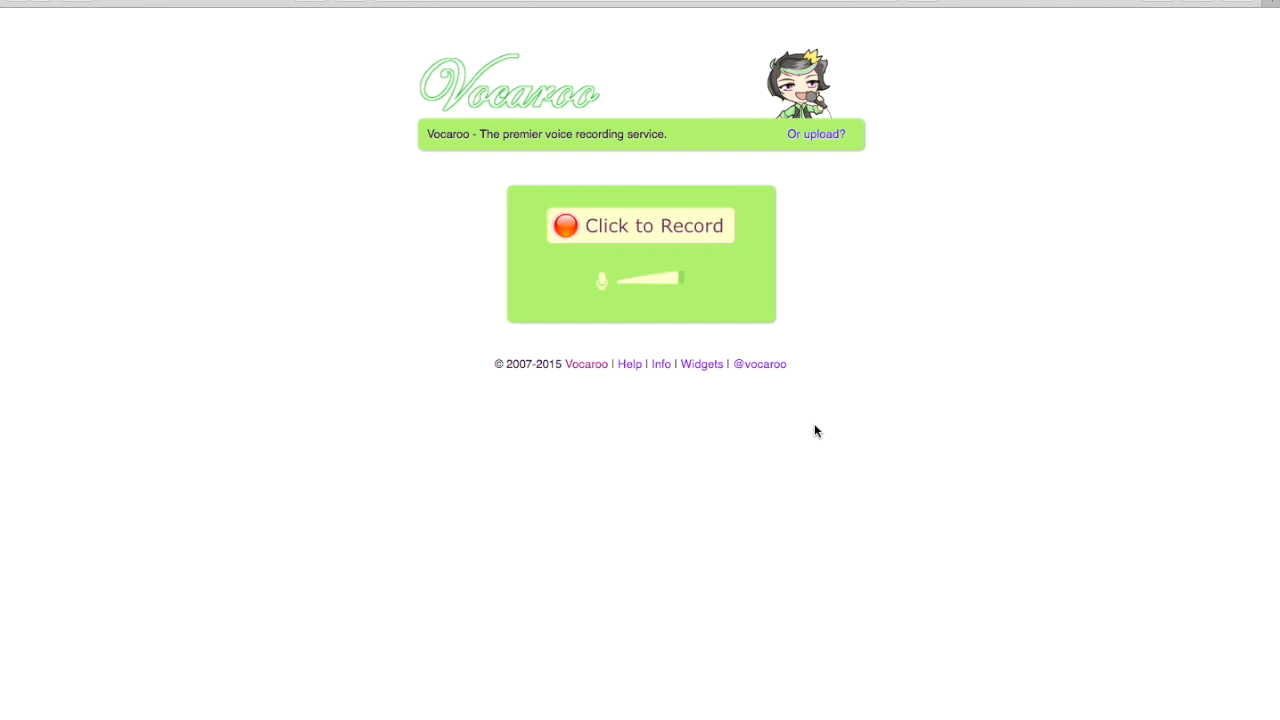 Vocaroo
Vocaroo - The premier voice recording service.
Or upload?
Click to Record
© 2007-2015 Vocaroo | Help | Info | Widgets | @vocaroo